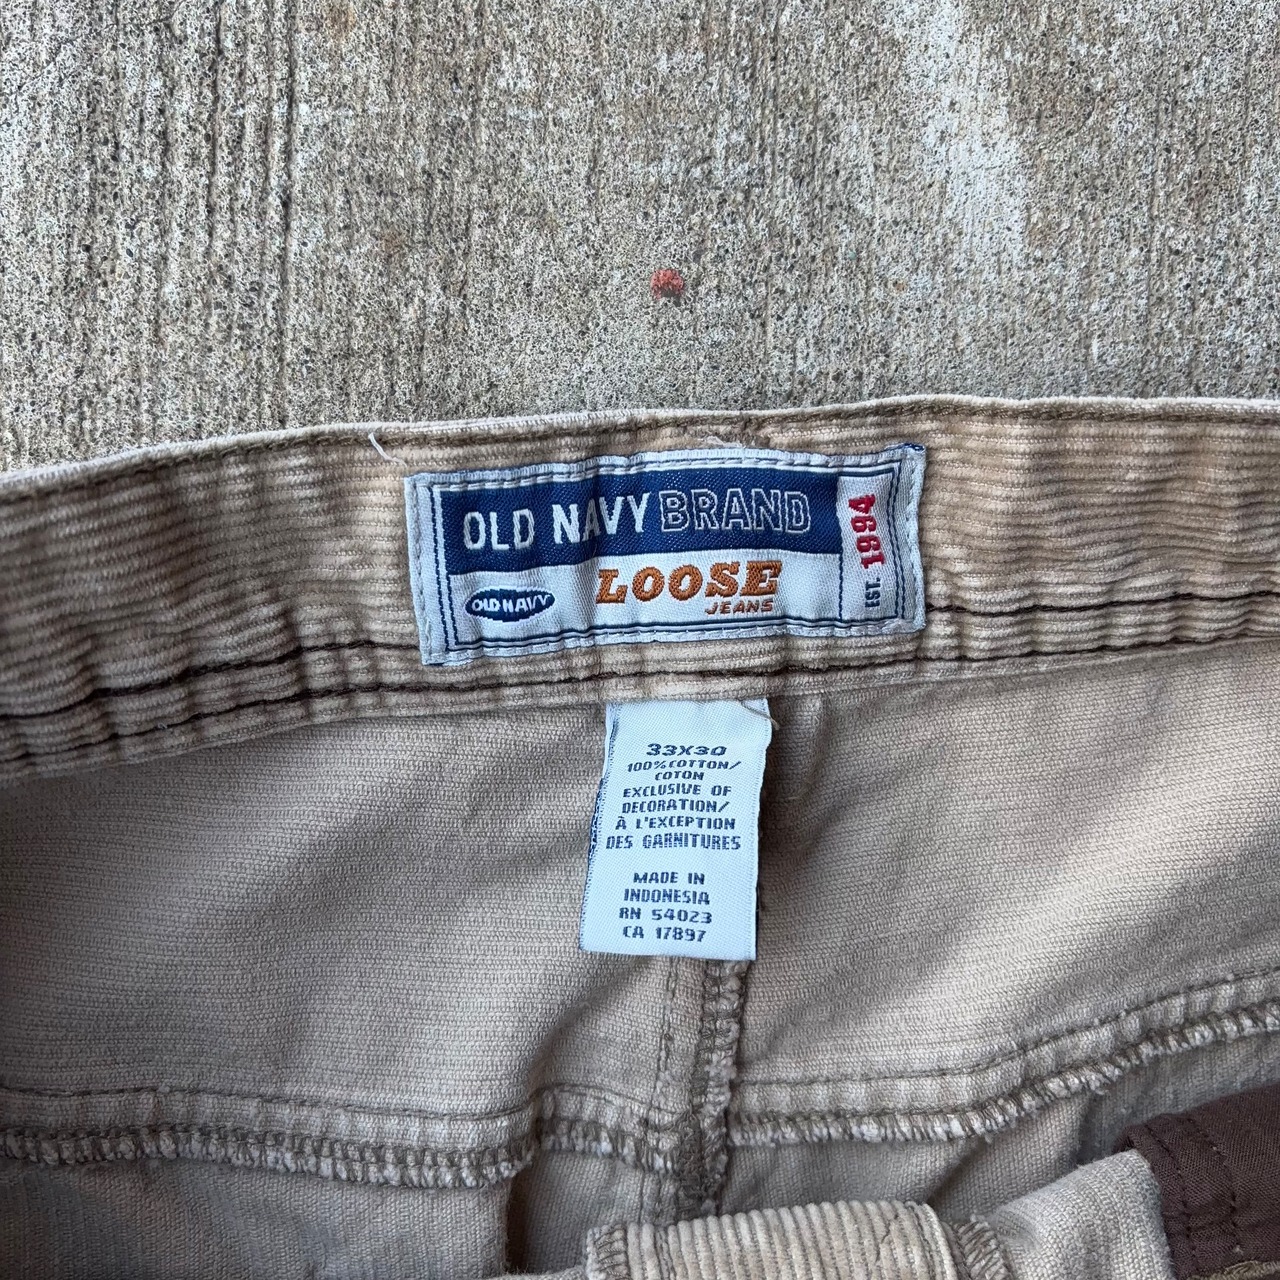 OLD NAVY BRAND
OLD NAVY
LOOSE
JEANS
EST. 1994
33X30
100% COTTON/
COTON
EXCLUSIVE OF
DECORATION/
À L'EXCEPTION
DES GARNITURES
MADE IN
INDONESIA
RN 54023
CA 17897